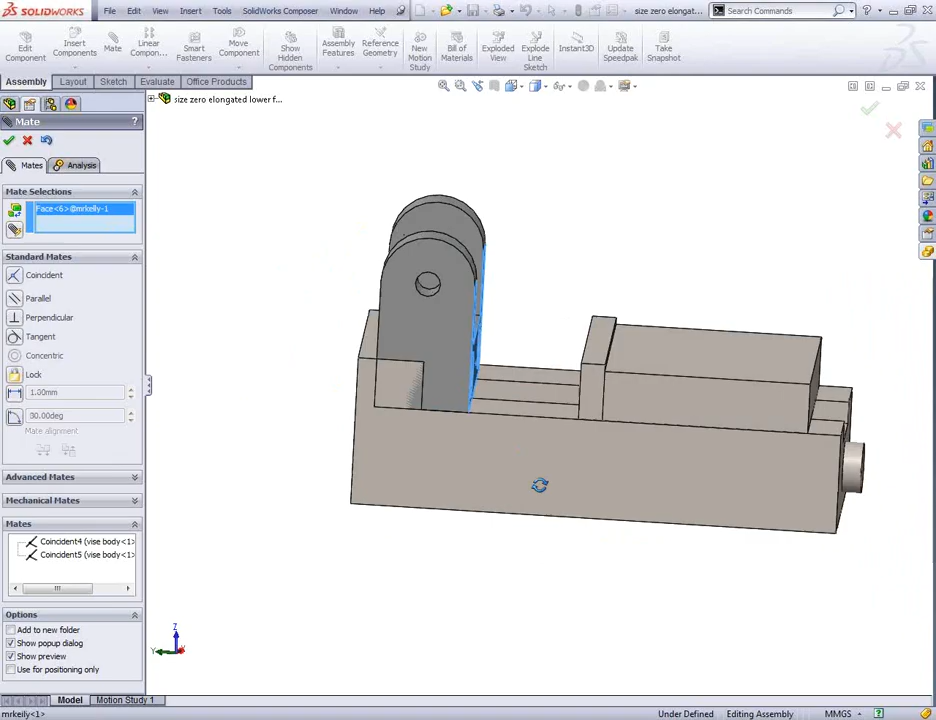 SOLIDWORKS File Edit View Insert Tools SolidWorks Composer Window Help size zero elongat... Search Commands
Edit Component
Insert Components
Mate
Linear Compon...
Smart Fasteners
Move Component
Show Hidden Components
Assembly Features
Reference Geometry
New Motion Study
Bill of Materials
Exploded View
Explode Line Sketch
Instant3D
Update Speedpak
Take Snapshot
Assembly Layout Sketch Evaluate Office Products
size zero elongated lower f...
Mate ?
Mates Analysis
Mate Selections
Face<6>@mrkeily-1
Standard Mates
Coincident
Parallel
Perpendicular
Tangent
Concentric
Lock
1.00mm
30.00deg
Mate alignment
Advanced Mates
Mechanical Mates
Mates
Coincident4 (vise body<1>
Coincident5 (vise body<1>
Options
Add to new folder
Show popup dialog
Show preview
Use for positioning only
Z
Y
X
Model Motion Study 1
mrkeily<1> Under Defined Editing Assembly MMGS